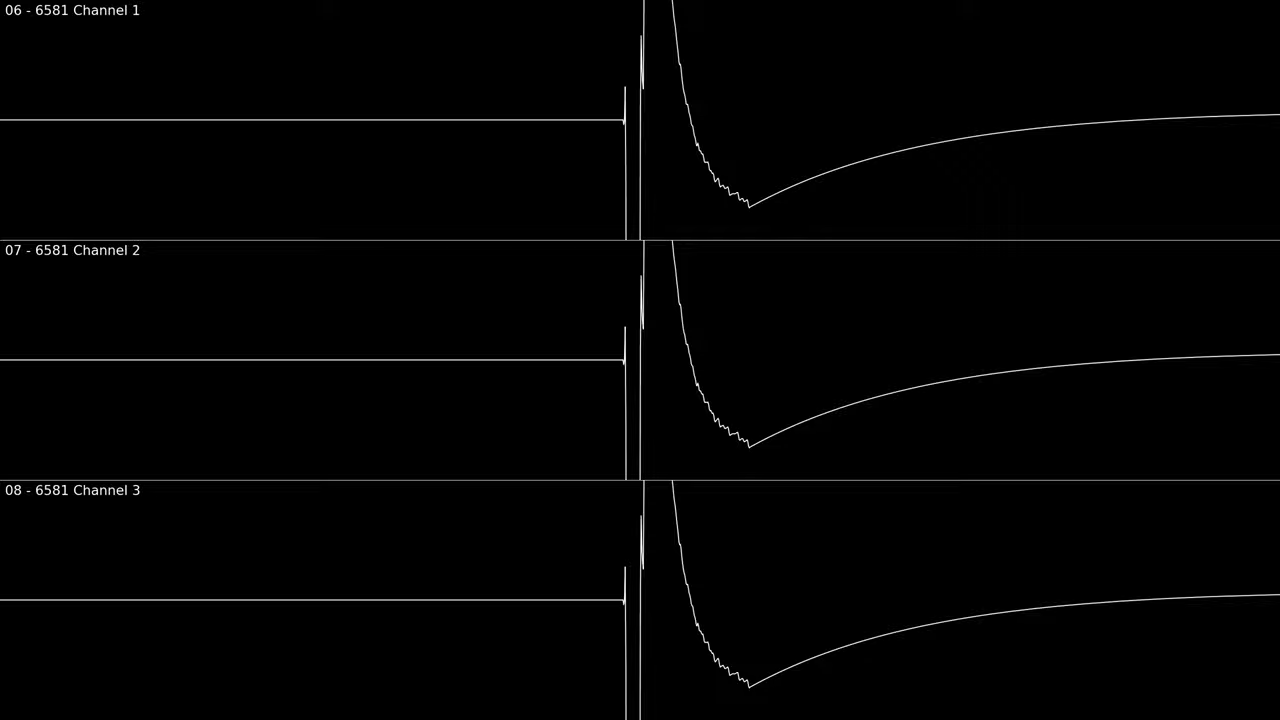 06 - 6581 Channel 1
07 - 6581 Channel 2
08 - 6581 Channel 3